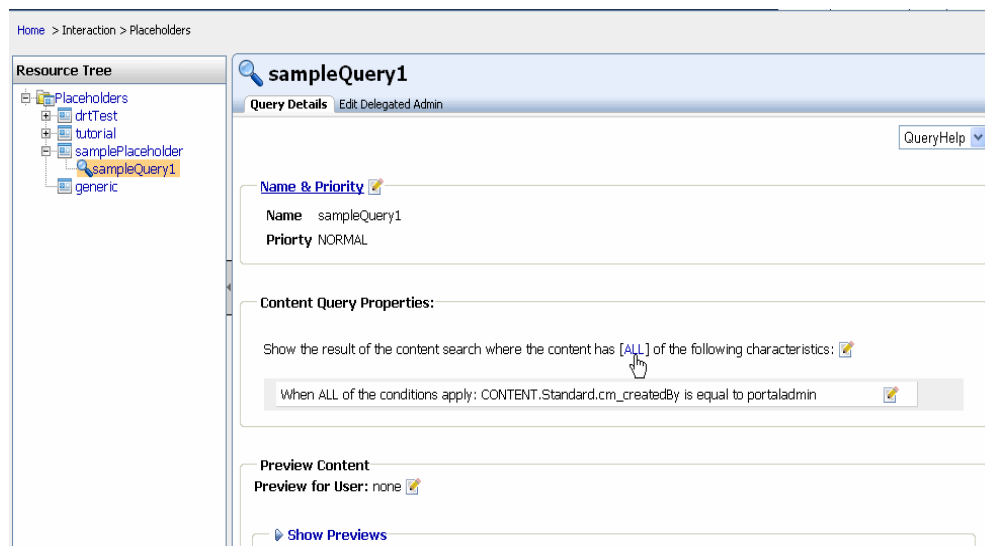 Home > Interaction > Placeholders
Resource Tree
Placeholders
drtTest
tutorial
samplePlaceholder
sampleQuery1
generic
sampleQuery1
Query Details Edit Delegated Admin
QueryHelp
Name & Priority
Name sampleQuery1
Priorty NORMAL
Content Query Properties:
Show the result of the content search where the content has [ALL] of the following characteristics:
When ALL of the conditions apply: CONTENT.Standard.cm_createdBy is equal to portaladmin
Preview Content
Preview for User: none
Show Previews